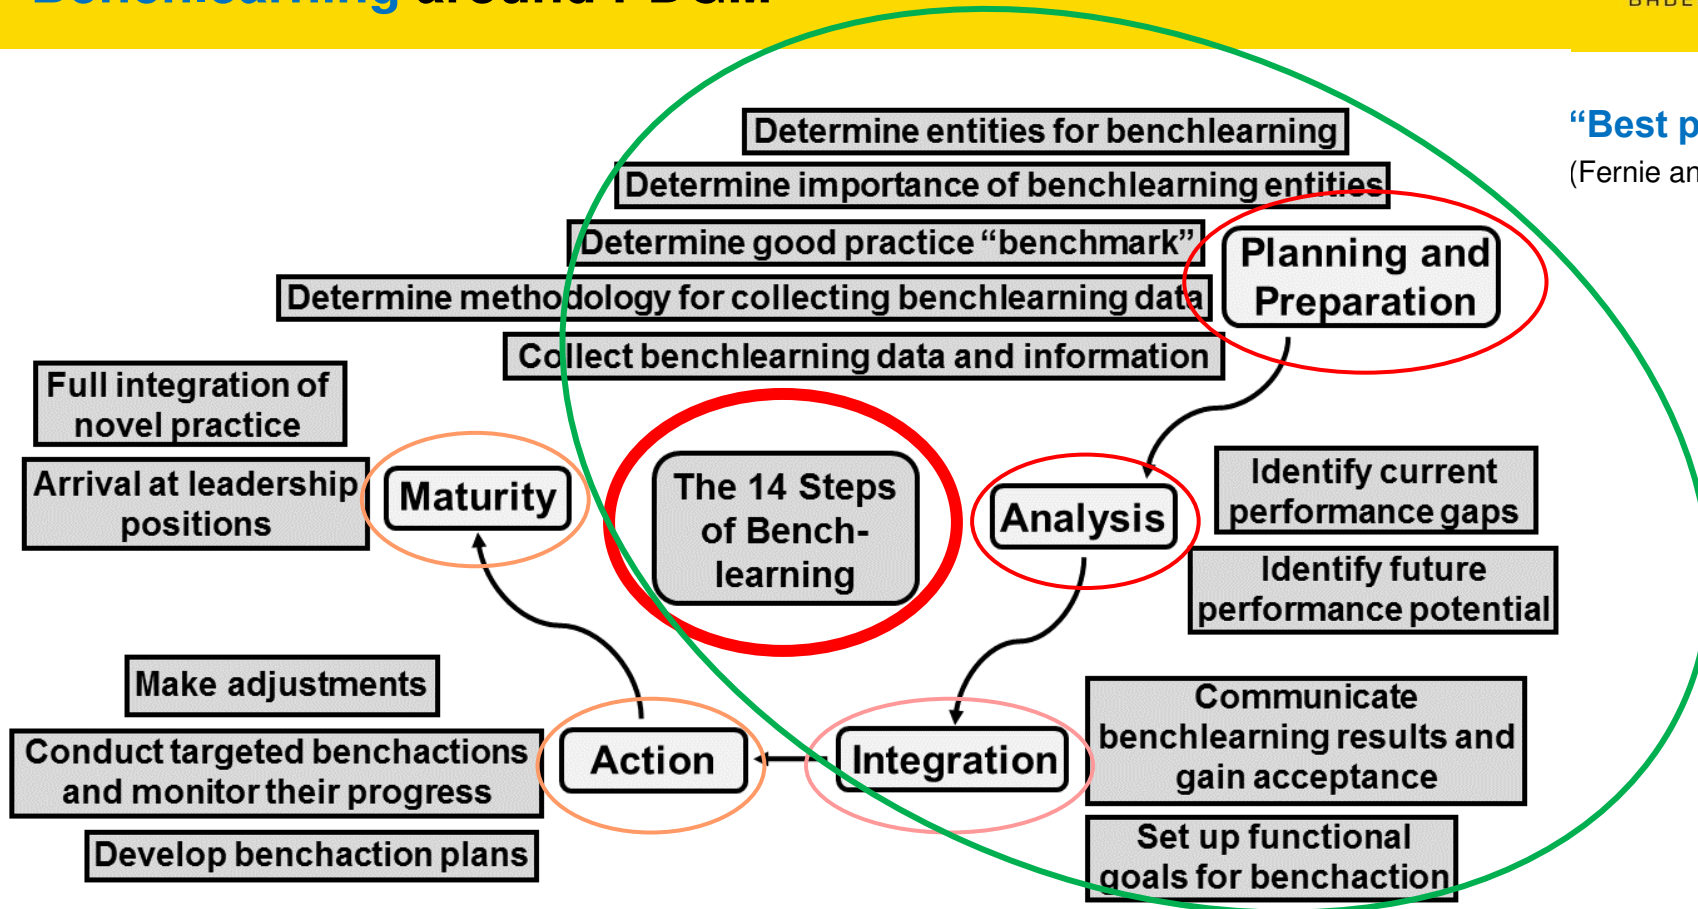 Benchlearning around PDCM
"Best p
(Fernie an
Determine entities for benchlearning
Determine importance of benchlearning entities
Determine good practice “benchmark”
Determine methodology for collecting benchlearning data
Collect benchlearning data and information
Planning and
Preparation
Full integration of
novel practice
Arrival at leadership
positions
Maturity
The 14 Steps
of Bench-
learning
Analysis
Identify current
performance gaps
Identify future
performance potential
Make adjustments
Conduct targeted benchactions
and monitor their progress
Develop benchaction plans
Action
Integration
Communicate
benchlearning results and
gain acceptance
Set up functional
goals for benchaction